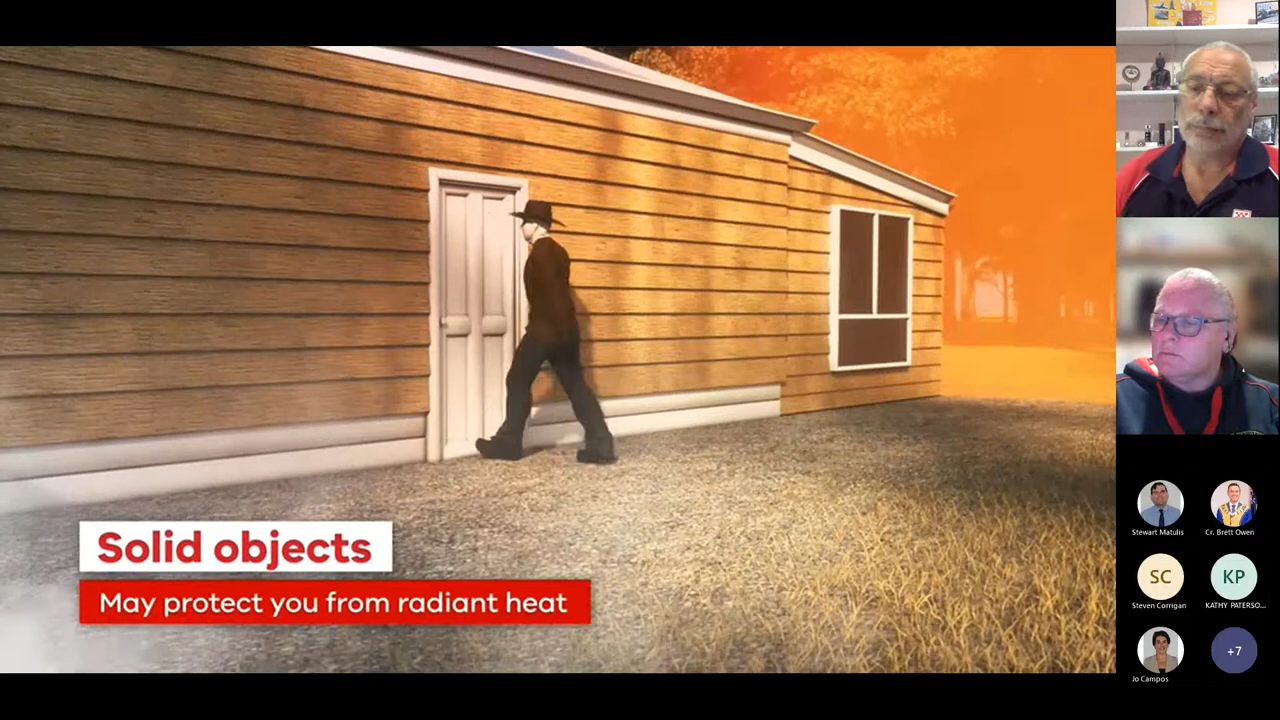 Solid objects
May protect you from radiant heat
Stewart Matulis
Cr. Brett Owen
SC
KP
Steven Corrigan
KATHY PATERSO...
Jo Campos
+7